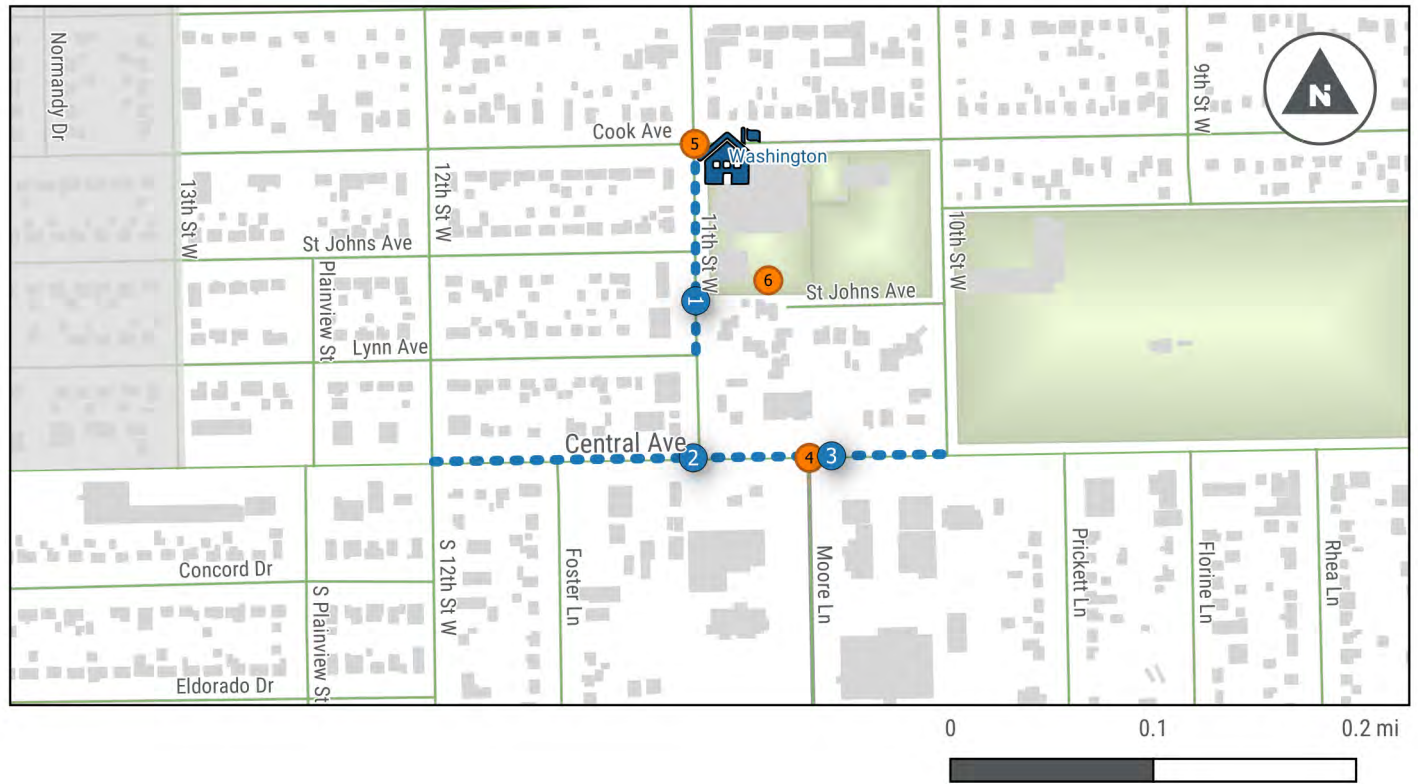 Normandy Dr
9th St W
N
Cook Ave
5
Washington
13th St W
12th St W
11th St W
10th St W
St Johns Ave
Plainview St
6
St Johns Ave
1
Lynn Ave
Central Ave
2
4
3
S 12th St W
Foster Ln
Moore Ln
Prickett Ln
Florine Ln
Rhea Ln
Concord Dr
S Plainview St
Eldorado Dr
0
0.1
0.2 mi